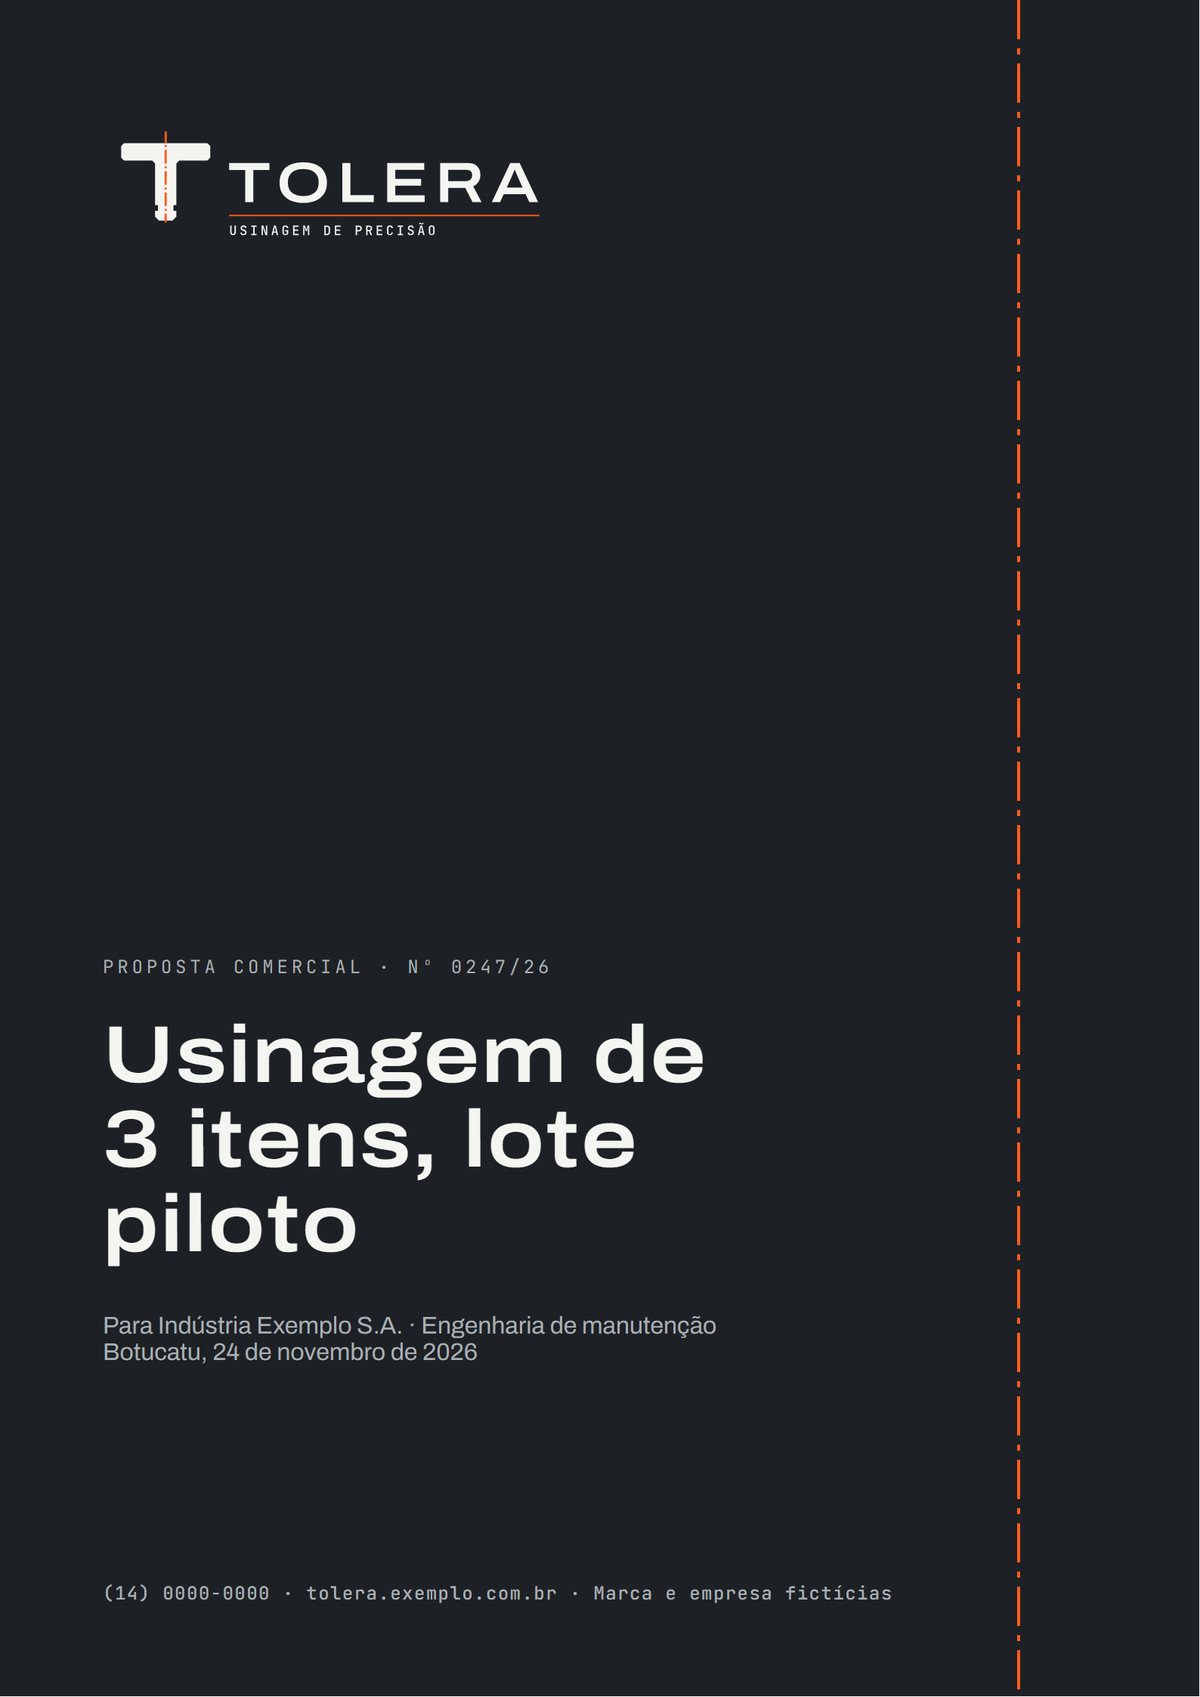 TOLERA
USINAGEM DE PRECISÃO
PROPOSTA COMERCIAL · Nº 0247/26
Usinagem de
3 itens, lote
piloto
Para Indústria Exemplo S.A. · Engenharia de manutenção
Botucatu, 24 de novembro de 2026
(14) 0000-0000 · tolera.exemplo.com.br · Marca e empresa fictícias